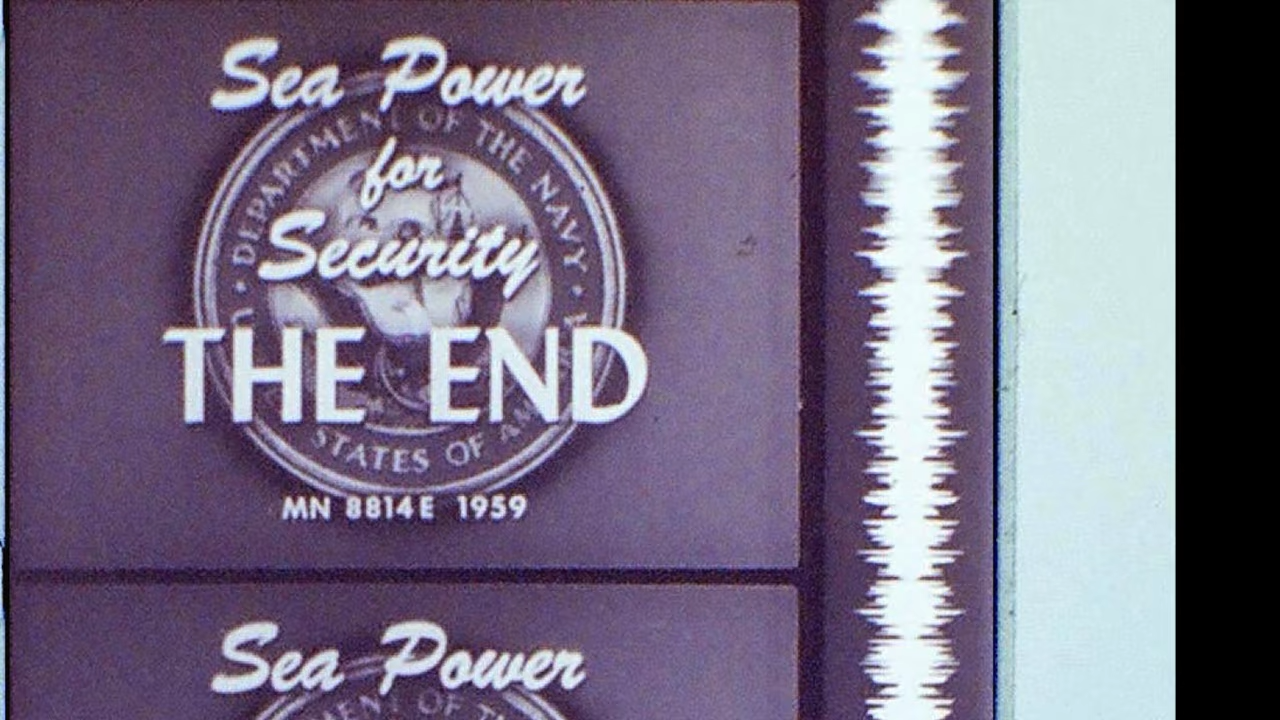 Sea Power
DEPARTMENT OF THE NAVY
for
Security
THE END
STATES OF
MN 8814E 1959
Sea Power